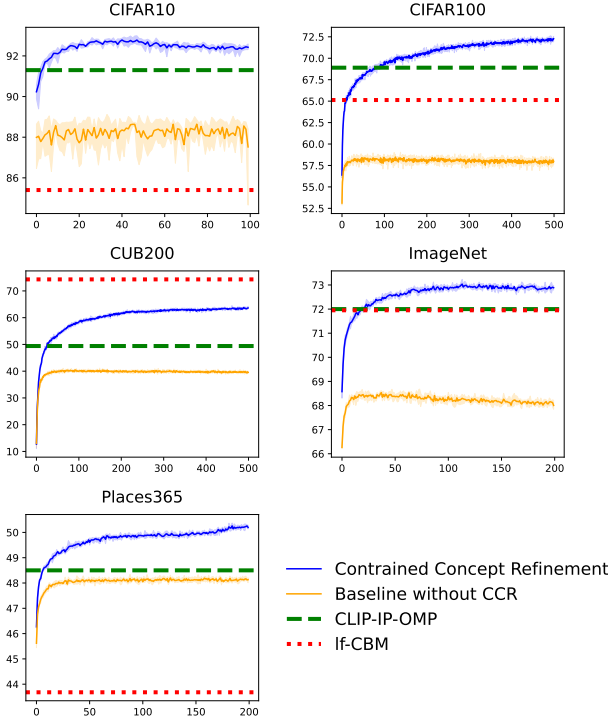 CIFAR10
92
90
88
86
0 20 40 60 80 100
CIFAR100
72.5
70.0
67.5
65.0
62.5
60.0
57.5
55.0
52.5
0 100 200 300 400 500
CUB200
70
60
50
40
30
20
10
0 100 200 300 400 500
ImageNet
73
72
71
70
69
68
67
66
0 50 100 150 200
Places365
50
49
48
47
46
45
44
0 50 100 150 200
Contrained Concept Refinement
Baseline without CCR
CLIP-IP-OMP
lf-CBM